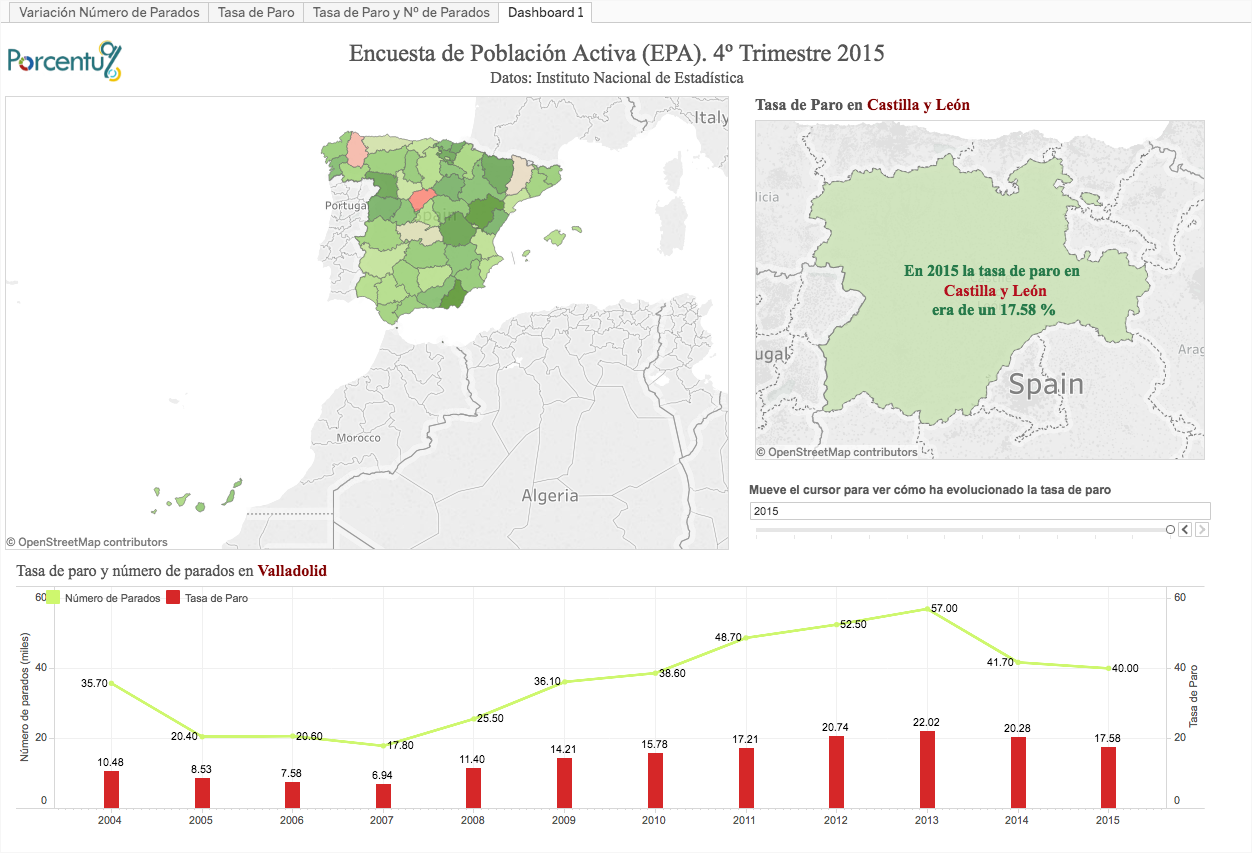 Variación Número de Parados
Tasa de Paro
Tasa de Paro y Nº de Parados
Dashboard 1
Porcentu%
Encuesta de Población Activa (EPA). 4º Trimestre 2015
Datos: Instituto Nacional de Estadística
Italy
Portugal
Spain
Morocco
Algeria
© OpenStreetMap contributors
Tasa de Paro en Castilla y León
licia
En 2015 la tasa de paro en
Castilla y León
era de un 17.58 %
ugal
Arag
Spain
© OpenStreetMap contributors
Mueve el cursor para ver cómo ha evolucionado la tasa de paro
2015
Tasa de paro y número de parados en Valladolid
Número de Parados
Tasa de Paro
Número de parados (miles)
60
40
20
0
35.70
20.40
20.60
17.80
25.50
36.10
38.60
48.70
52.50
57.00
41.70
40.00
10.48
8.53
7.58
6.94
11.40
14.21
15.78
17.21
20.74
22.02
20.28
17.58
60
40
20
0
Tasa de Paro
2004
2005
2006
2007
2008
2009
2010
2011
2012
2013
2014
2015